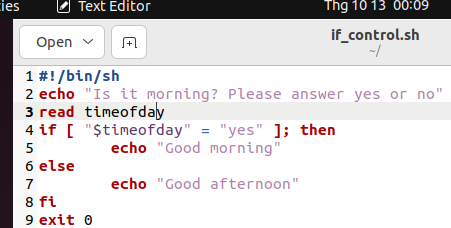 ies Text Editor Thg 10 13 00:09
Open if_control.sh
~/
1 #!/bin/sh
2 echo "Is it morning? Please answer yes or no"
3 read timeofday
4 if [ "$timeofday" = "yes" ]; then
5 echo "Good morning"
6 else
7 echo "Good afternoon"
8 fi
9 exit 0